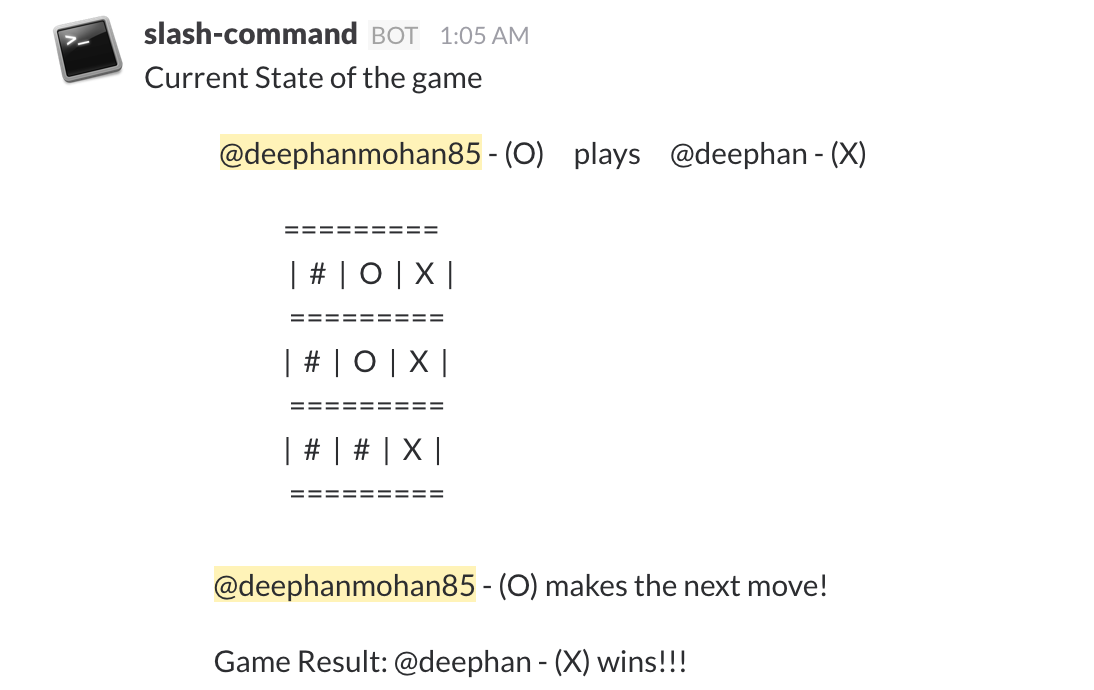 >_
slash-command BOT 1:05 AM
Current State of the game
@deephanmohan85 - (O) plays @deephan - (X)
=========
| # | O | X |
=========
| # | O | X |
=========
| # | # | X |
=========
@deephanmohan85 - (O) makes the next move!
Game Result: @deephan - (X) wins!!!